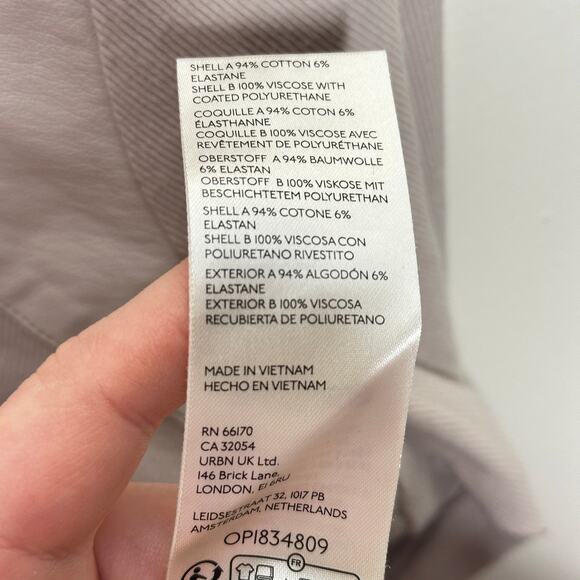 SHELL A 94% COTTON 6%
ELASTANE
SHELL B 100% VISCOSE WITH
COATED POLYURETHANE
COQUILLE A 94% COTON 6%
ÉLASTHANNE
COQUILLE B 100% VISCOSE AVEC
REVÊTEMENT DE POLYURÉTHANE
OBERSTOFF A 94% BAUMWOLLE
6% ELASTAN
OBERSTOFF B 100% VISKOSE MIT
BESCHICHTETEM POLYURETHAN
SHELL A 94% COTONE 6%
ELASTAN
SHELL B 100% VISCOSA CON
POLIURETANO RIVESTITO
EXTERIOR A 94% ALGODÓN 6%
ELASTANE
EXTERIOR B 100% VISCOSA
RECUBIERTA DE POLIURETANO
MADE IN VIETNAM
HECHO EN VIETNAM
RN 66170
CA 32054
URBN UK Ltd.
146 Brick Lane,
LONDON, E1 6RU
LEIDSESTRAAT 32, 1017 PB
AMSTERDAM, NETHERLANDS
OP1834809
FR